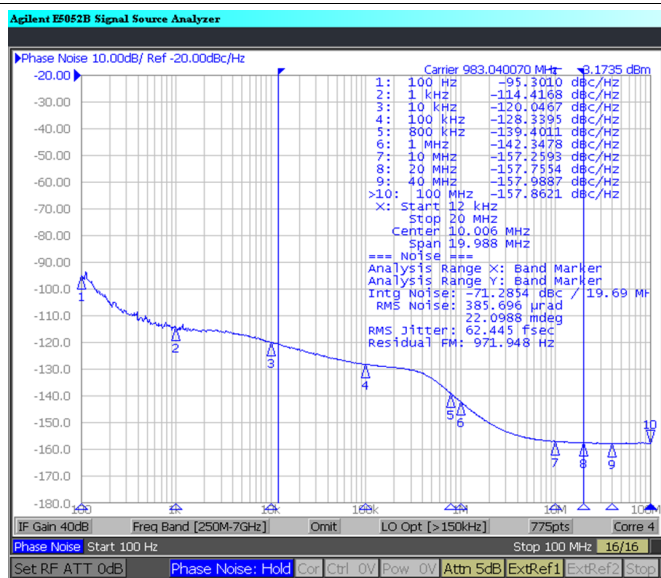 Agilent E5052B Signal Source Analyzer
▶Phase Noise 10.00dB/ Ref -20.00dBc/Hz
Carrier 983.040070 MHz 3.1735 dBm
1: 100 Hz -95.3010 dBc/Hz
2: 1 kHz -114.4168 dBc/Hz
3: 10 kHz -120.0467 dBc/Hz
4: 100 kHz -128.3395 dBc/Hz
5: 800 kHz -139.4011 dBc/Hz
6: 1 MHz -142.3478 dBc/Hz
7: 10 MHz -157.2593 dBc/Hz
8: 20 MHz -157.7554 dBc/Hz
9: 40 MHz -157.9887 dBc/Hz
>10: 100 MHz -157.8621 dBc/Hz
X: Start 12 kHz
Stop 20 MHz
Center 10.006 MHz
Span 19.988 MHz
=== Noise ===
Analysis Range X: Band Marker
Analysis Range Y: Band Marker
Intg Noise: -71.2854 dBc / 19.69 MH
RMS Noise: 385.696 µrad
22.0988 mdeg
RMS Jitter: 62.445 fsec
Residual FM: 971.948 Hz
-20.00
-30.00
-40.00
-50.00
-60.00
-70.00
-80.00
-90.00
-100.0
-110.0
-120.0
-130.0
-140.0
-150.0
-160.0
-170.0
-180.0
1
2
3
4
5
6
7
8
9
10
100 1k 10k 100k 1M 10M 100M
IF Gain 40dB Freq Band [250M-7GHz] Omit LO Opt [>150kHz] 775pts Corre 4
Phase Noise Start 100 Hz Stop 100 MHz 16/16
Set RF ATT 0dB Phase Noise: Hold Cor Ctrl 0V Pow 0V Attn 5dB ExtRef1 ExtRef2 Stop